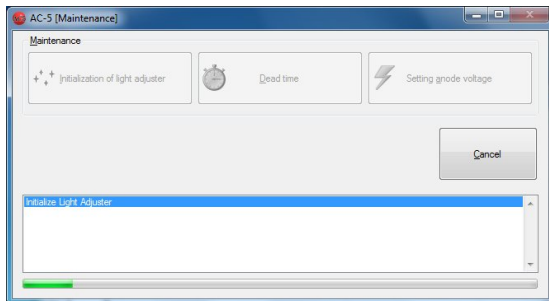 AC-5 [Maintenance]
Maintenance
Initialization of light adjuster
Dead time
Setting anode voltage
Cancel
Initialize Light Adjuster